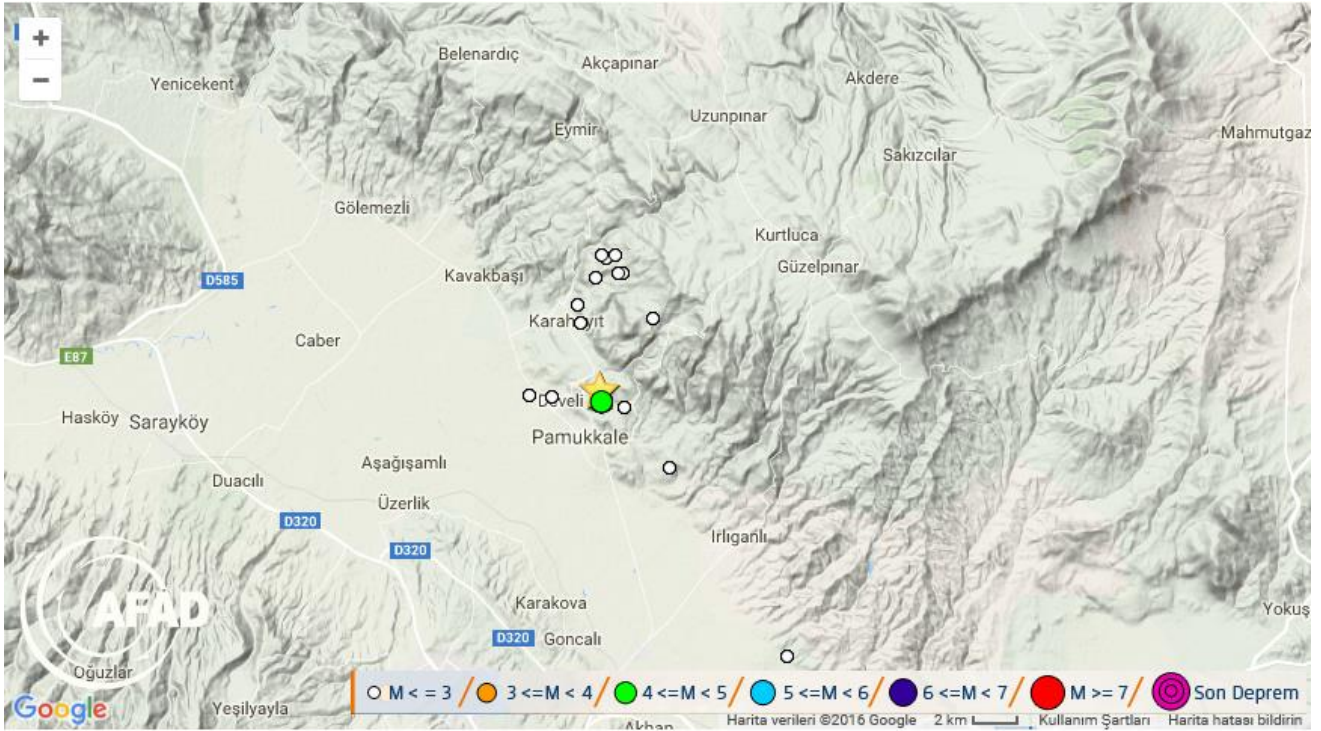 +
Belenardıç
Akçapınar
−
Yenicekent
Akdere
Uzunpınar
Eymir
Mahmutgaz
Sakızcılar
Gölemezli
Kurtluca
Güzelpınar
Kavakbaşı
D585
Karahayıt
Caber
E87
Develi
Hasköy
Sarayköy
Pamukkale
Aşağışamlı
Duacılı
Üzerlik
D320
Irlıganlı
D320
AFAD
Karakova
Yokuş
D320
Goncalı
Oğuzlar
M < = 3 / 3 <=M < 4 / 4 <=M < 5 / 5 <=M < 6 / 6 <=M < 7 / M >= 7 / Son Deprem
Google
Yeşilyayla
Akhan
Harita verileri ©2016 Google 2 km Kullanım Şartları Harita hatası bildirin